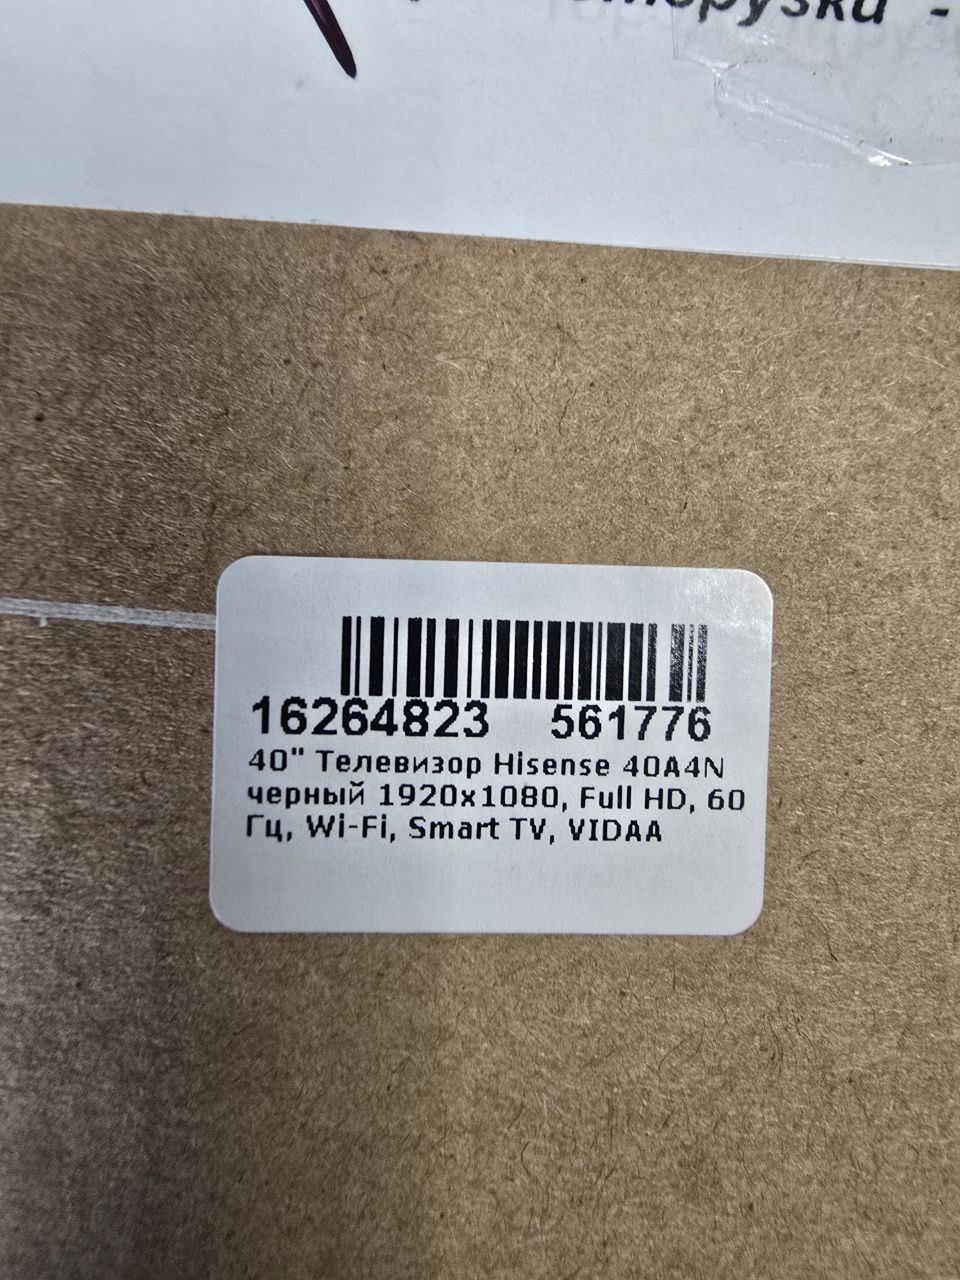 16264823 561776
40" Телевизор Hisense 40A4N
черный 1920x1080, Full HD, 60
Гц, Wi-Fi, Smart TV, VIDAA